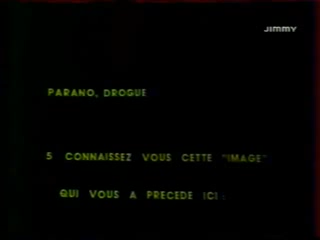 JIMMY
PARANO, DROGUE
5 CONNAISSEZ VOUS CETTE "IMAGE"
QUI VOUS A PRECEDE ICI: